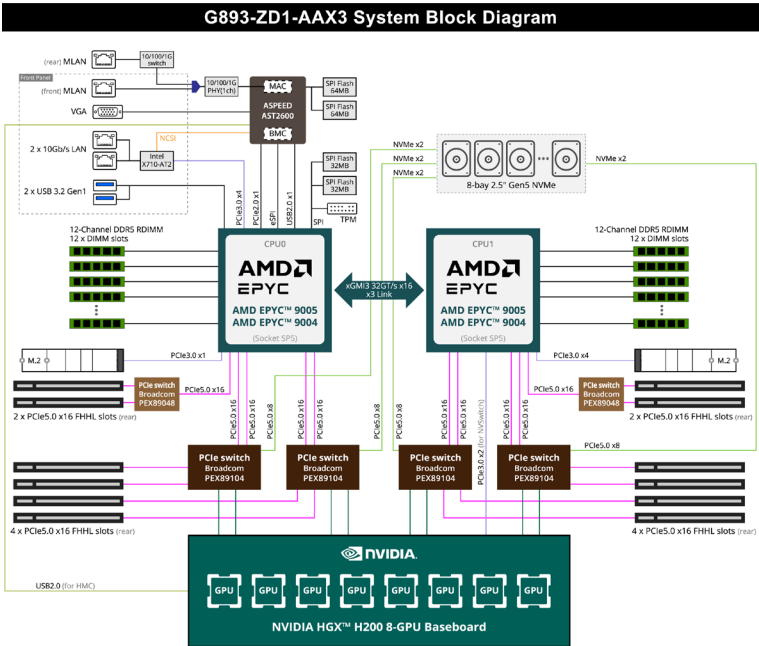 G893-ZD1-AAX3 System Block Diagram
(rear) MLAN
10/100/1G
switch
Front Panel
(front) MLAN
10/100/1G
PHY(1ch)
MAC
ASPEED
AST2600
BMC
SPI Flash
64MB
SPI Flash
64MB
VGA
NCSI
2 x 10Gb/s LAN
Intel
X710-AT2
2 x USB 3.2 Gen1
PCIe3.0 x4
PCIe2.0 x1
eSPI
USB2.0 x1
SPI
SPI Flash
32MB
SPI Flash
32MB
TPM
NVMe x2
NVMe x2
NVMe x2
NVMe x2
8-bay 2.5" Gen5 NVMe
12-Channel DDR5 RDIMM
12 x DIMM slots
CPU0
AMD
EPYC
AMD EPYC™ 9005
AMD EPYC™ 9004
(Socket SP5)
xGMI3 32GT/s x16
x3 Link
CPU1
AMD
EPYC
AMD EPYC™ 9005
AMD EPYC™ 9004
(Socket SP5)
12-Channel DDR5 RDIMM
12 x DIMM slots
M.2
PCIe3.0 x1
PCIe3.0 x4
M.2
PCIe switch
Broadcom
PEX89048
PCIe5.0 x16
2 x PCIe5.0 x16 FHHL slots (rear)
PCIe5.0 x16
PCIe5.0 x16
PCIe5.0 x8
PCIe5.0 x16
PCIe5.0 x16
PCIe5.0 x8
PCIe5.0 x8
PCIe5.0 x16
PCIe5.0 x16
PCIe3.0 x2 (for NVSwitch)
PCIe5.0 x16
PCIe5.0 x16
PCIe5.0 x16
PCIe switch
Broadcom
PEX89048
2 x PCIe5.0 x16 FHHL slots (rear)
PCIe5.0 x8
PCIe switch
Broadcom
PEX89104
PCIe switch
Broadcom
PEX89104
PCIe switch
Broadcom
PEX89104
PCIe switch
Broadcom
PEX89104
4 x PCIe5.0 x16 FHHL slots (rear)
4 x PCIe5.0 x16 FHHL slots (rear)
USB2.0 (for HMC)
NVIDIA.
GPU GPU GPU GPU GPU GPU GPU GPU
NVIDIA HGX™ H200 8-GPU Baseboard